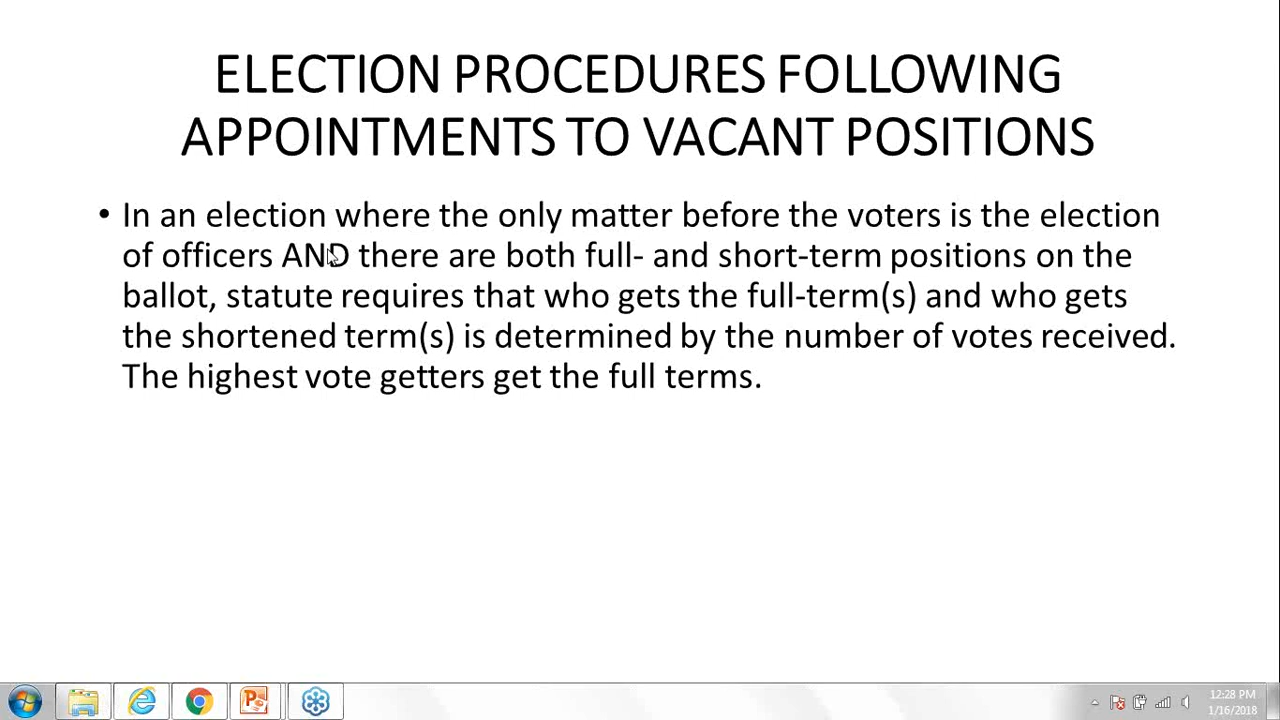 ELECTION PROCEDURES FOLLOWING
APPOINTMENTS TO VACANT POSITIONS
• In an election where the only matter before the voters is the election
of officers AND there are both full- and short-term positions on the
ballot, statute requires that who gets the full-term(s) and who gets
the shortened term(s) is determined by the number of votes received.
The highest vote getters get the full terms.
12:28 PM
1/16/2018